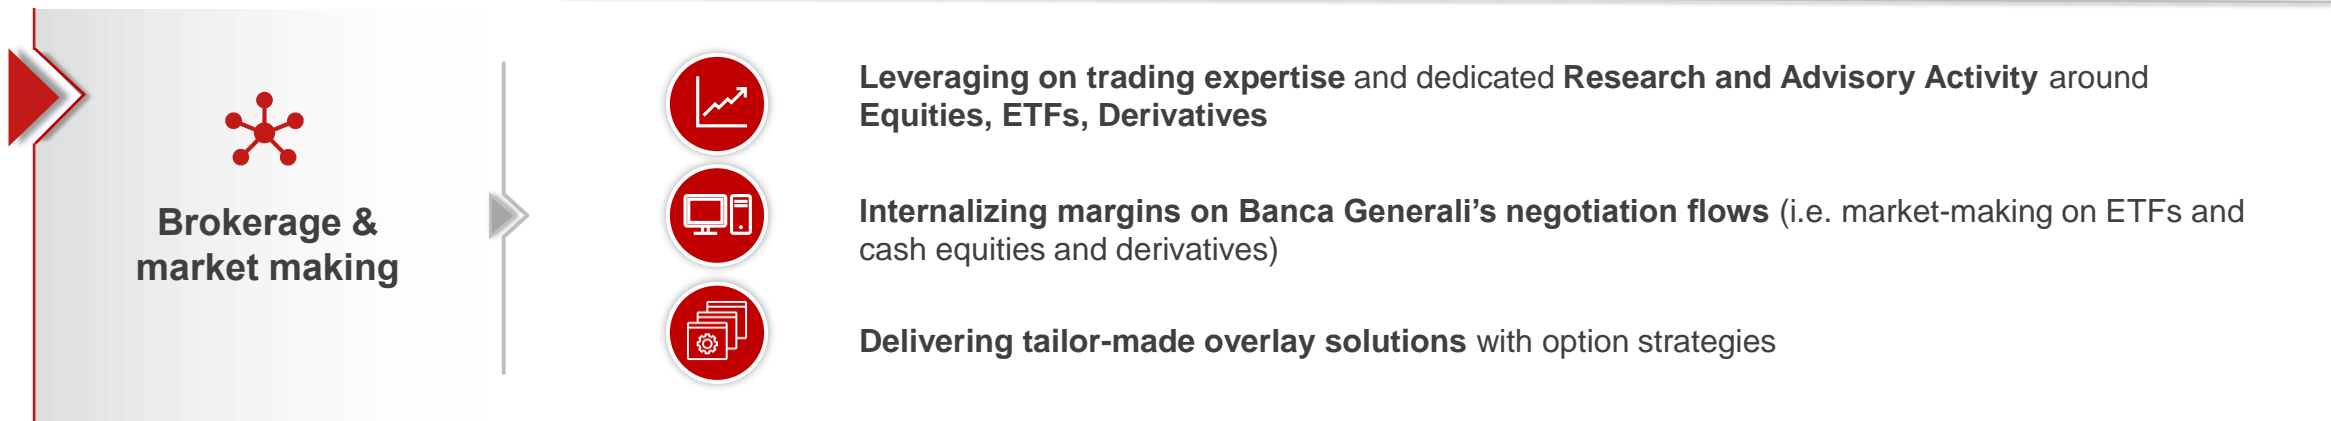 Brokerage &
market making
Leveraging on trading expertise and dedicated Research and Advisory Activity around
Equities, ETFs, Derivatives
Internalizing margins on Banca Generali’s negotiation flows (i.e. market-making on ETFs and
cash equities and derivatives)
Delivering tailor-made overlay solutions with option strategies